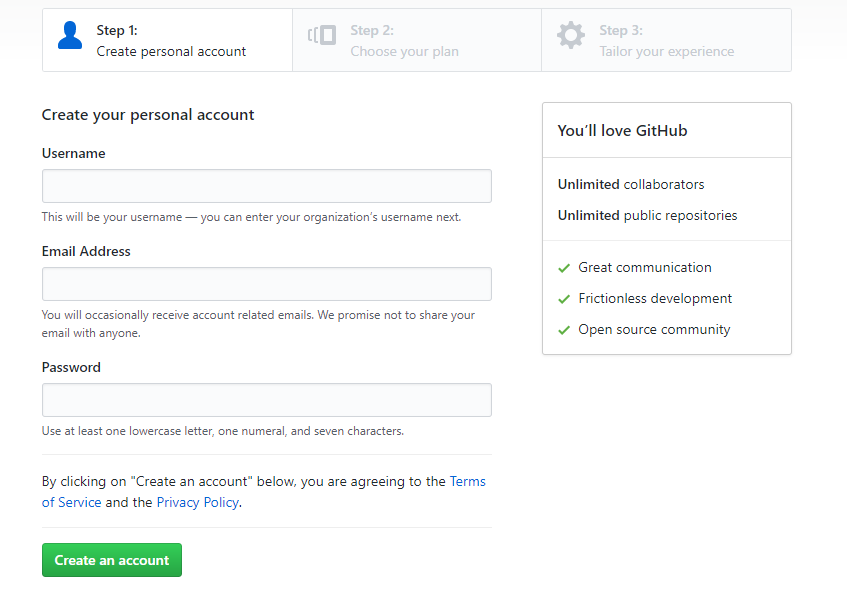 Step 1:
Create personal account
Step 2:
Choose your plan
Step 3:
Tailor your experience
Create your personal account
Username
This will be your username — you can enter your organization's username next.
Email Address
You will occasionally receive account related emails. We promise not to share your
email with anyone.
Password
Use at least one lowercase letter, one numeral, and seven characters.
By clicking on "Create an account" below, you are agreeing to the Terms
of Service and the Privacy Policy.
Create an account
You'll love GitHub
Unlimited collaborators
Unlimited public repositories
Great communication
Frictionless development
Open source community